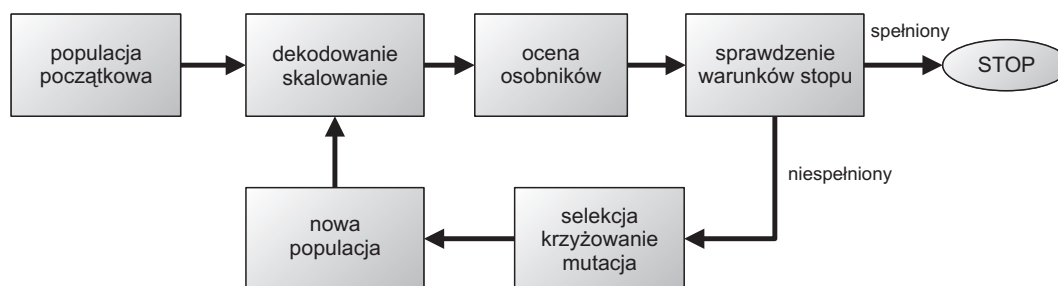 populacja
początkowa
dekodowanie
skalowanie
ocena
osobników
sprawdzenie
warunków stopu
spełniony
STOP
niespełniony
selekcja
krzyżowanie
mutacja
nowa
populacja